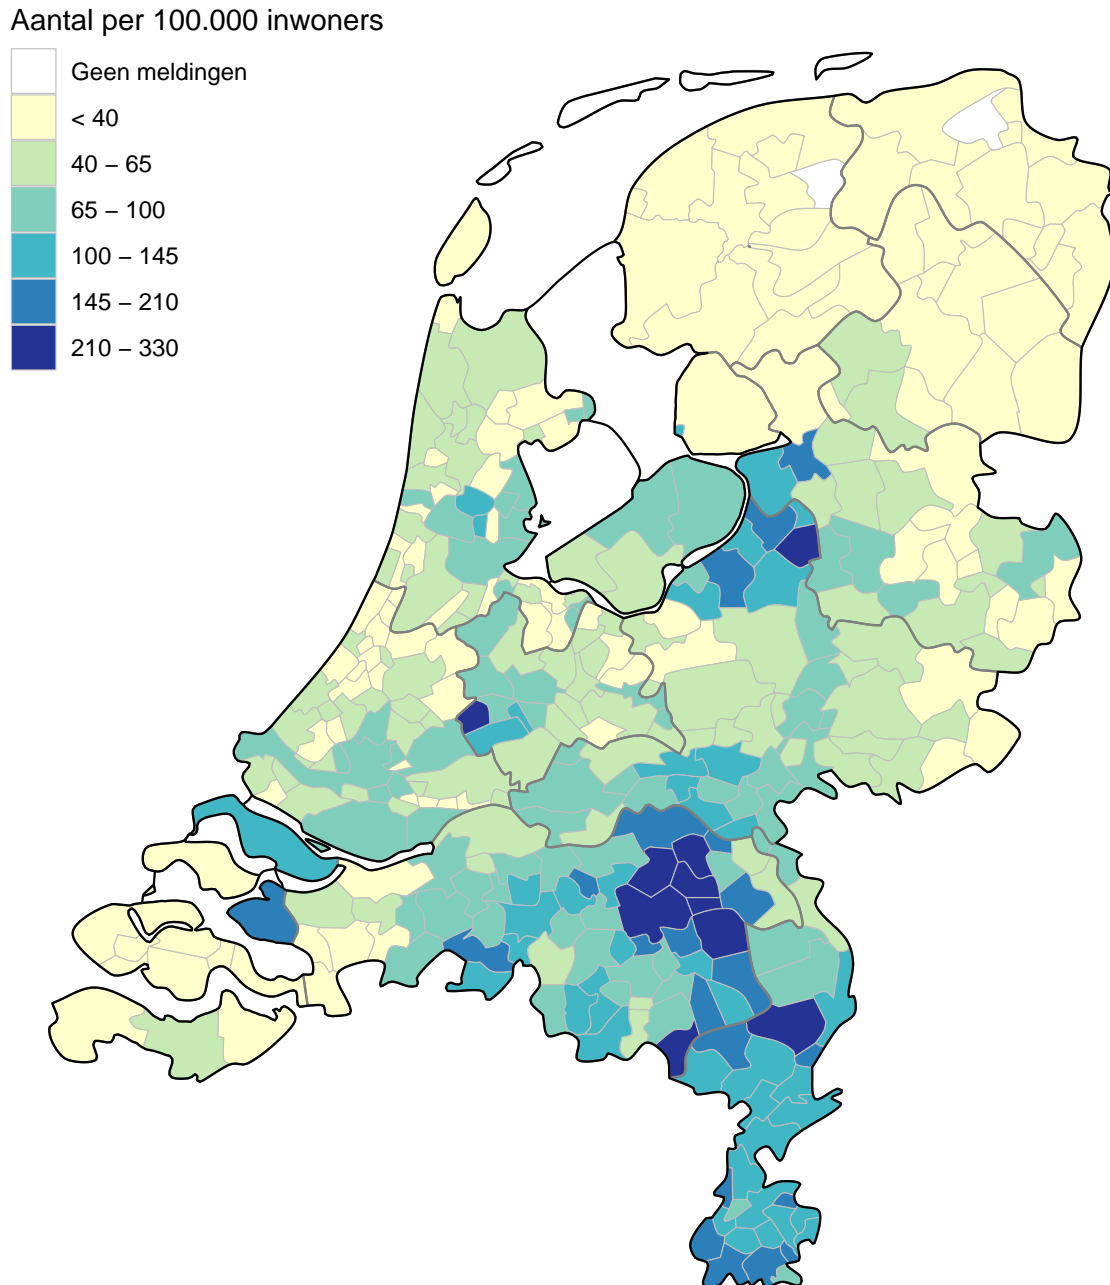 Aantal per 100.000 inwoners
Geen meldingen
< 40
40 – 65
65 – 100
100 – 145
145 – 210
210 – 330